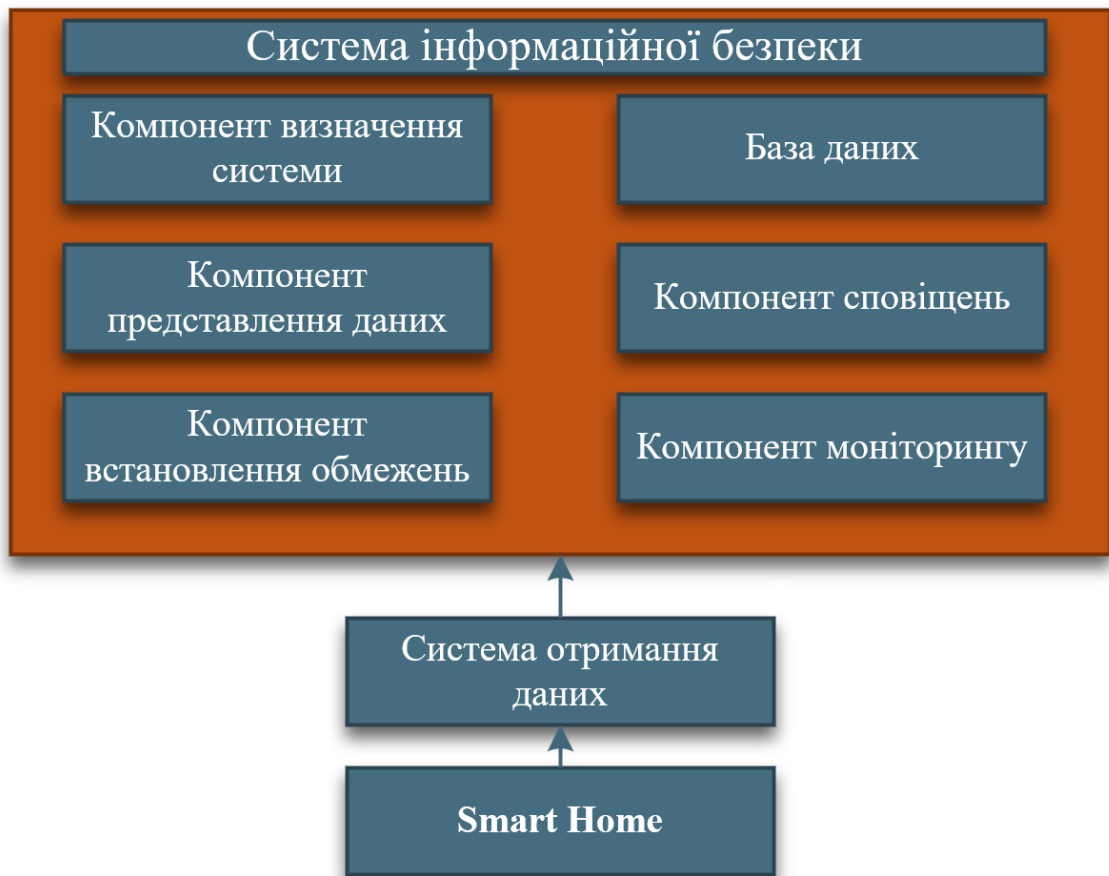 Система інформаційної безпеки
Компонент визначення
системи
База даних
Компонент
представлення даних
Компонент сповіщень
Компонент
встановлення обмежень
Компонент моніторингу
Система отримання
даних
Smart Home